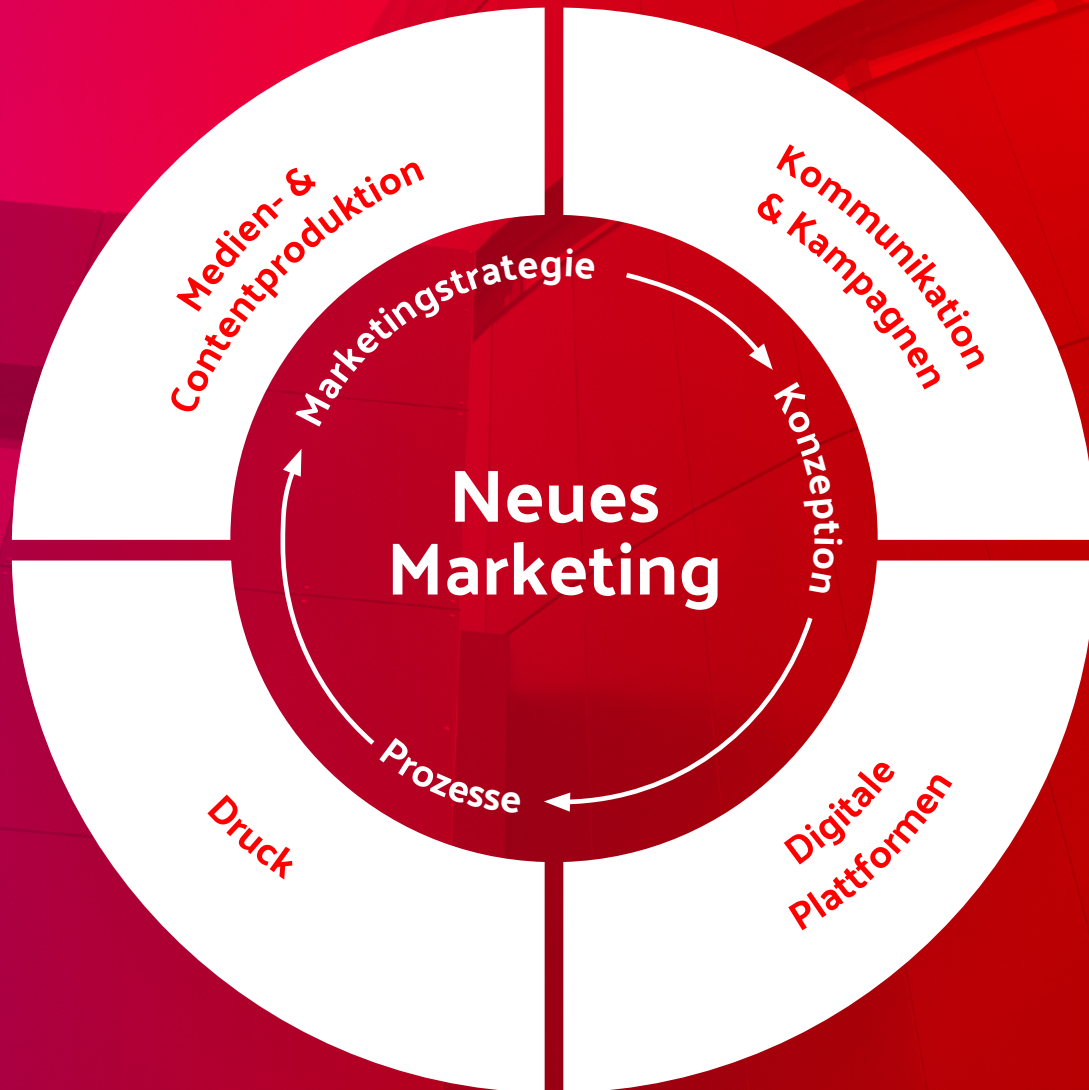 Medien- &
Contentproduktion
Kommunikation
& Kampagnen
Marketingstrategie
Konzeption
Neues
Marketing
Prozesse
Druck
Digitale
Plattformen